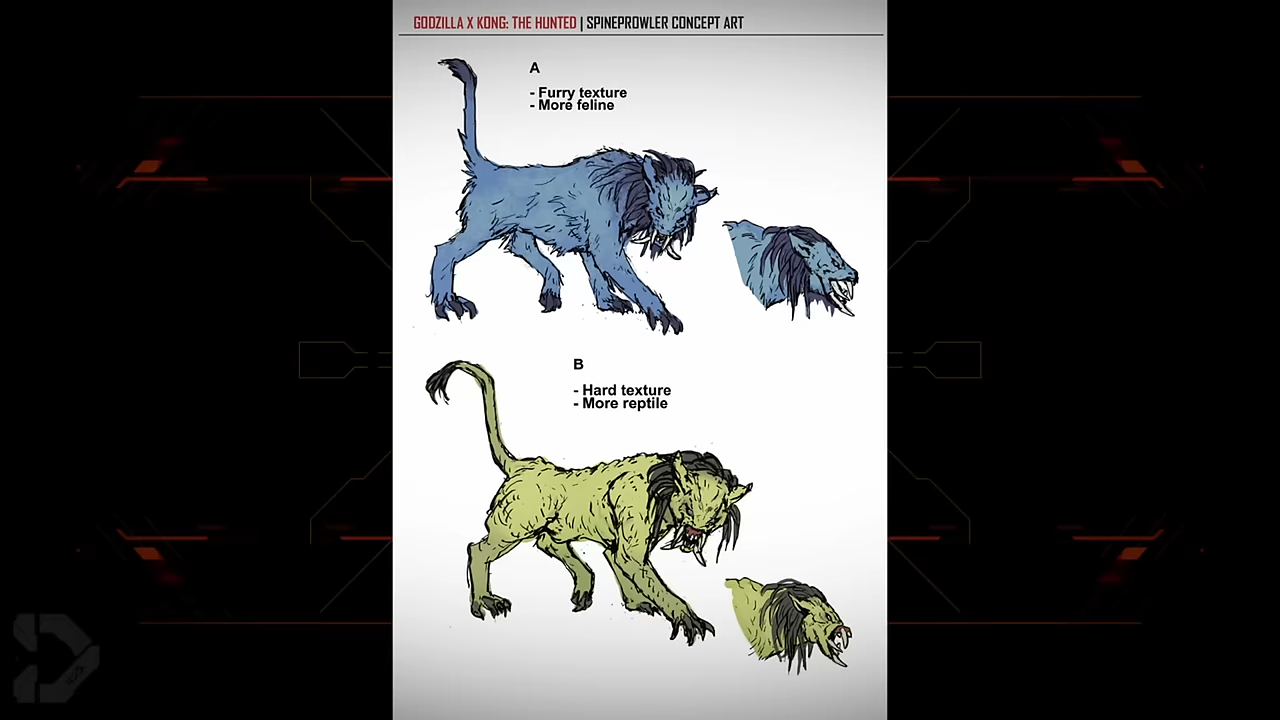 GODZILLA X KONG: THE HUNTED | SPINEPROWLER CONCEPT ART
A
- Furry texture
- More feline
B
- Hard texture
- More reptile